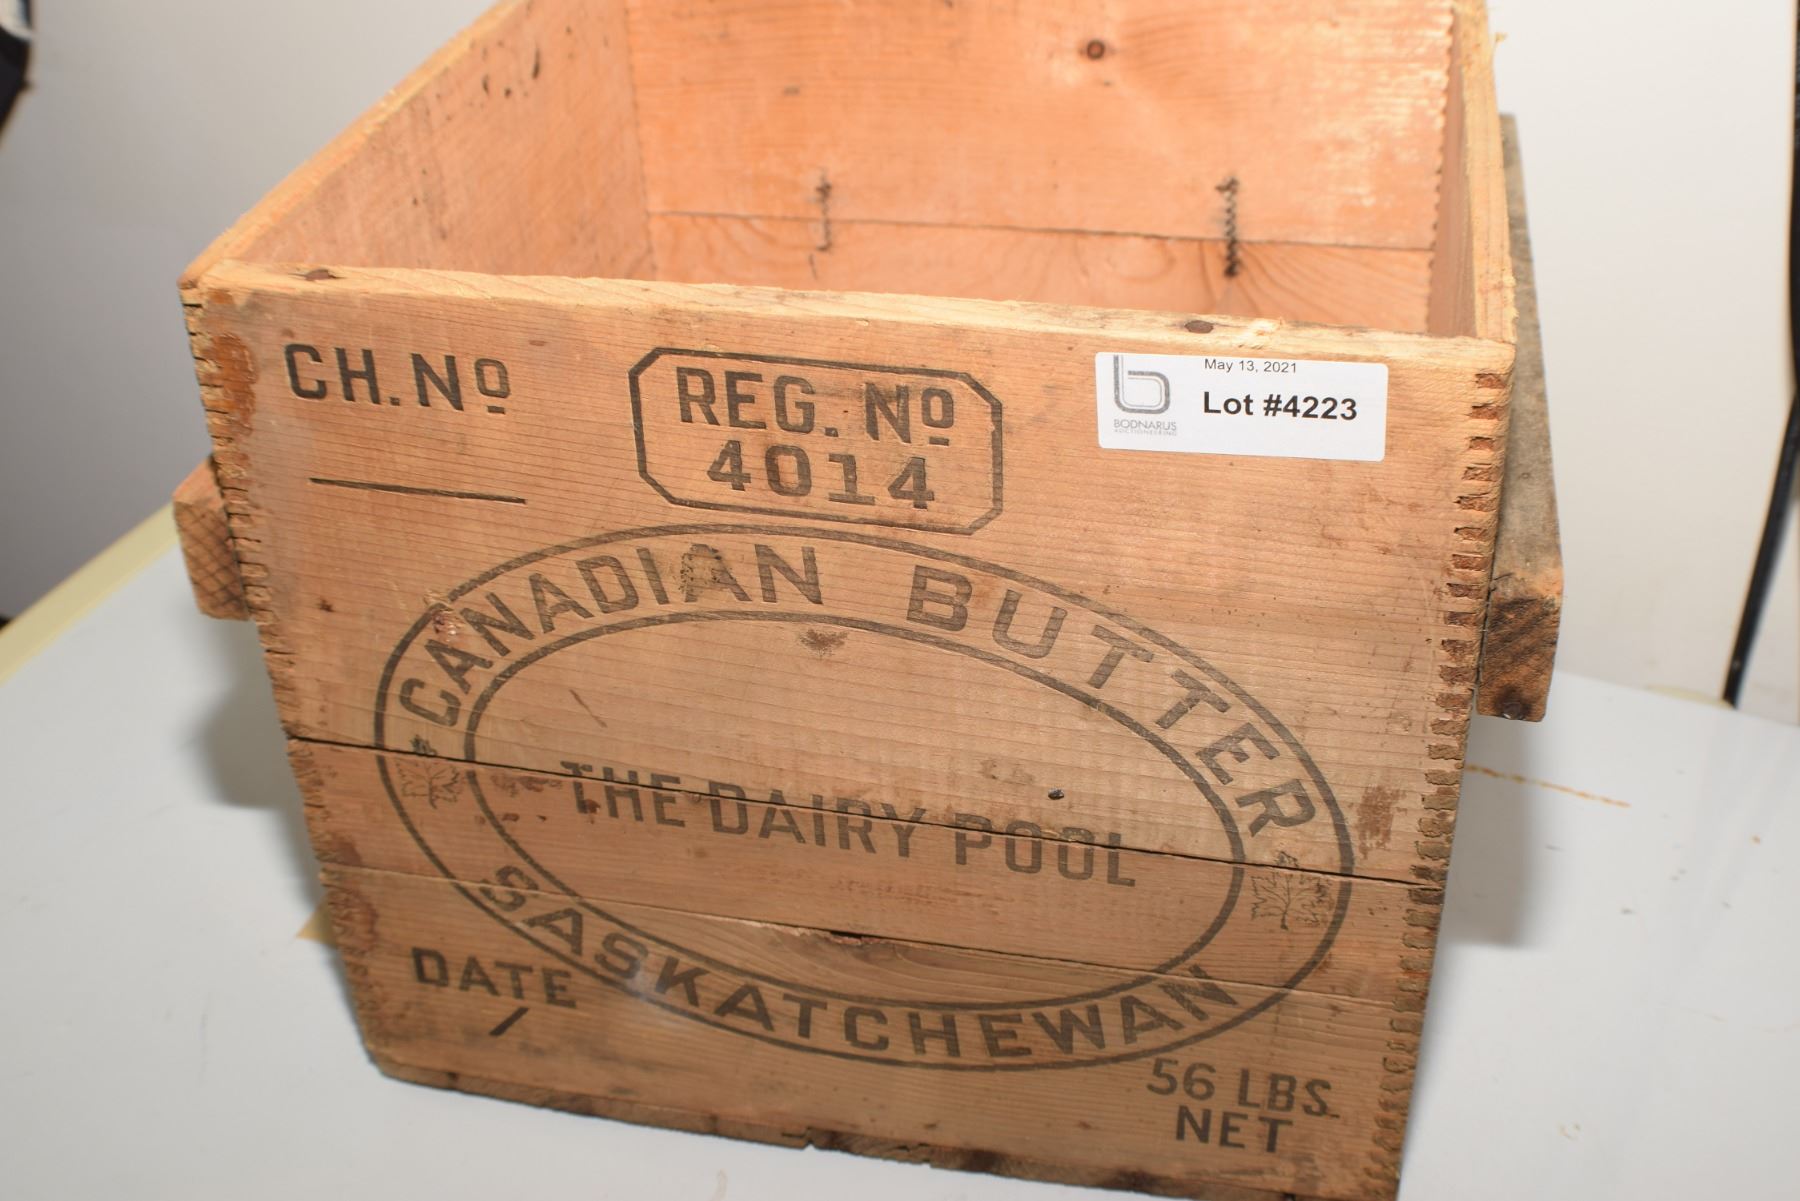 CH. Nº
REG. Nº
4014
May 13, 2021
Lot #4223
BODNARUS
AUCTIONEERING
CANADIAN BUTTER
THE DAIRY POOL
SASKATCHEWAN
DATE
/
56 LBS.
NET